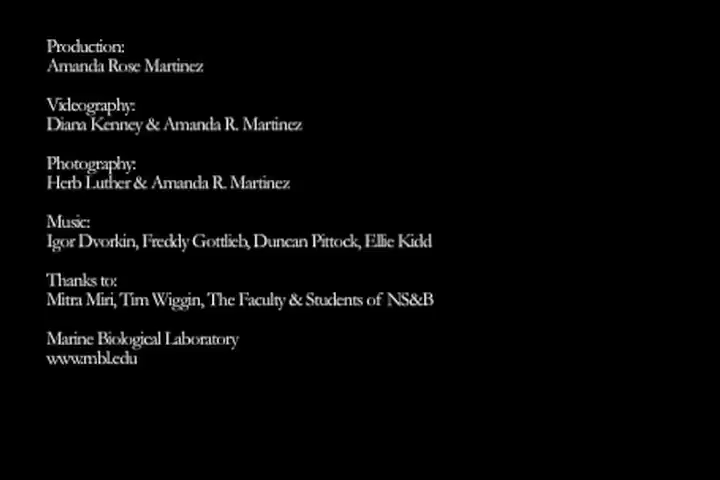 Production:
Amanda Rose Martinez
Videography:
Diana Kenney & Amanda R. Martinez
Photography:
Herb Luther & Amanda R. Martinez
Music:
Igor Dvorkin, Freddy Gottlieb, Duncan Pittock, Ellie Kidd
Thanks to:
Mitra Miri, Tim Wiggin, The Faculty & Students of NS&B
Marine Biological Laboratory
www.mbl.edu